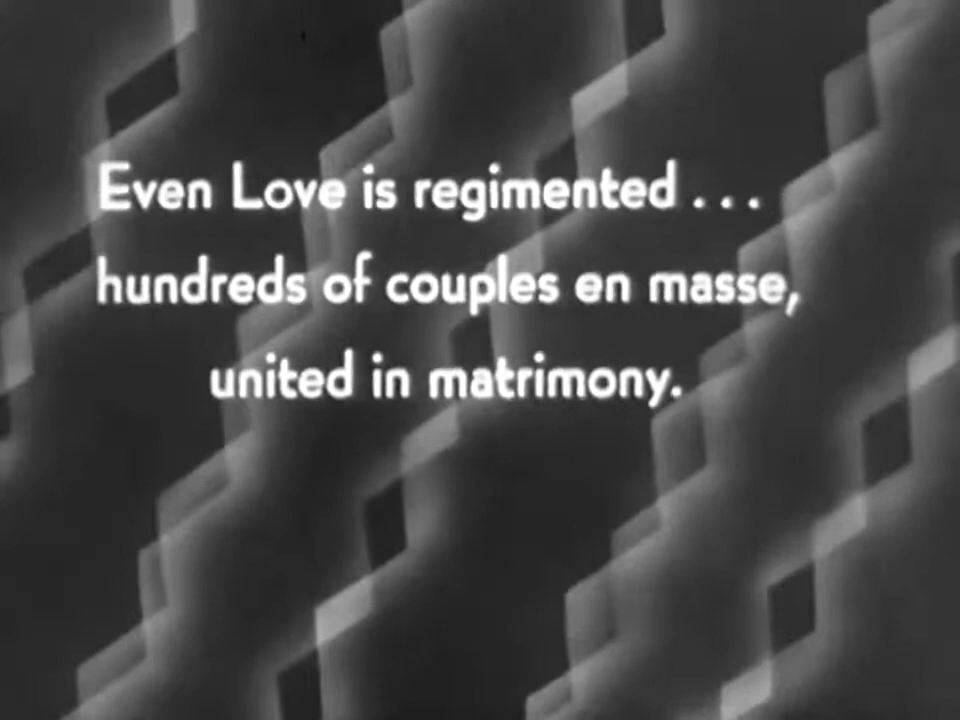 Even Love is regimented . . .
hundreds of couples en masse,
united in matrimony.